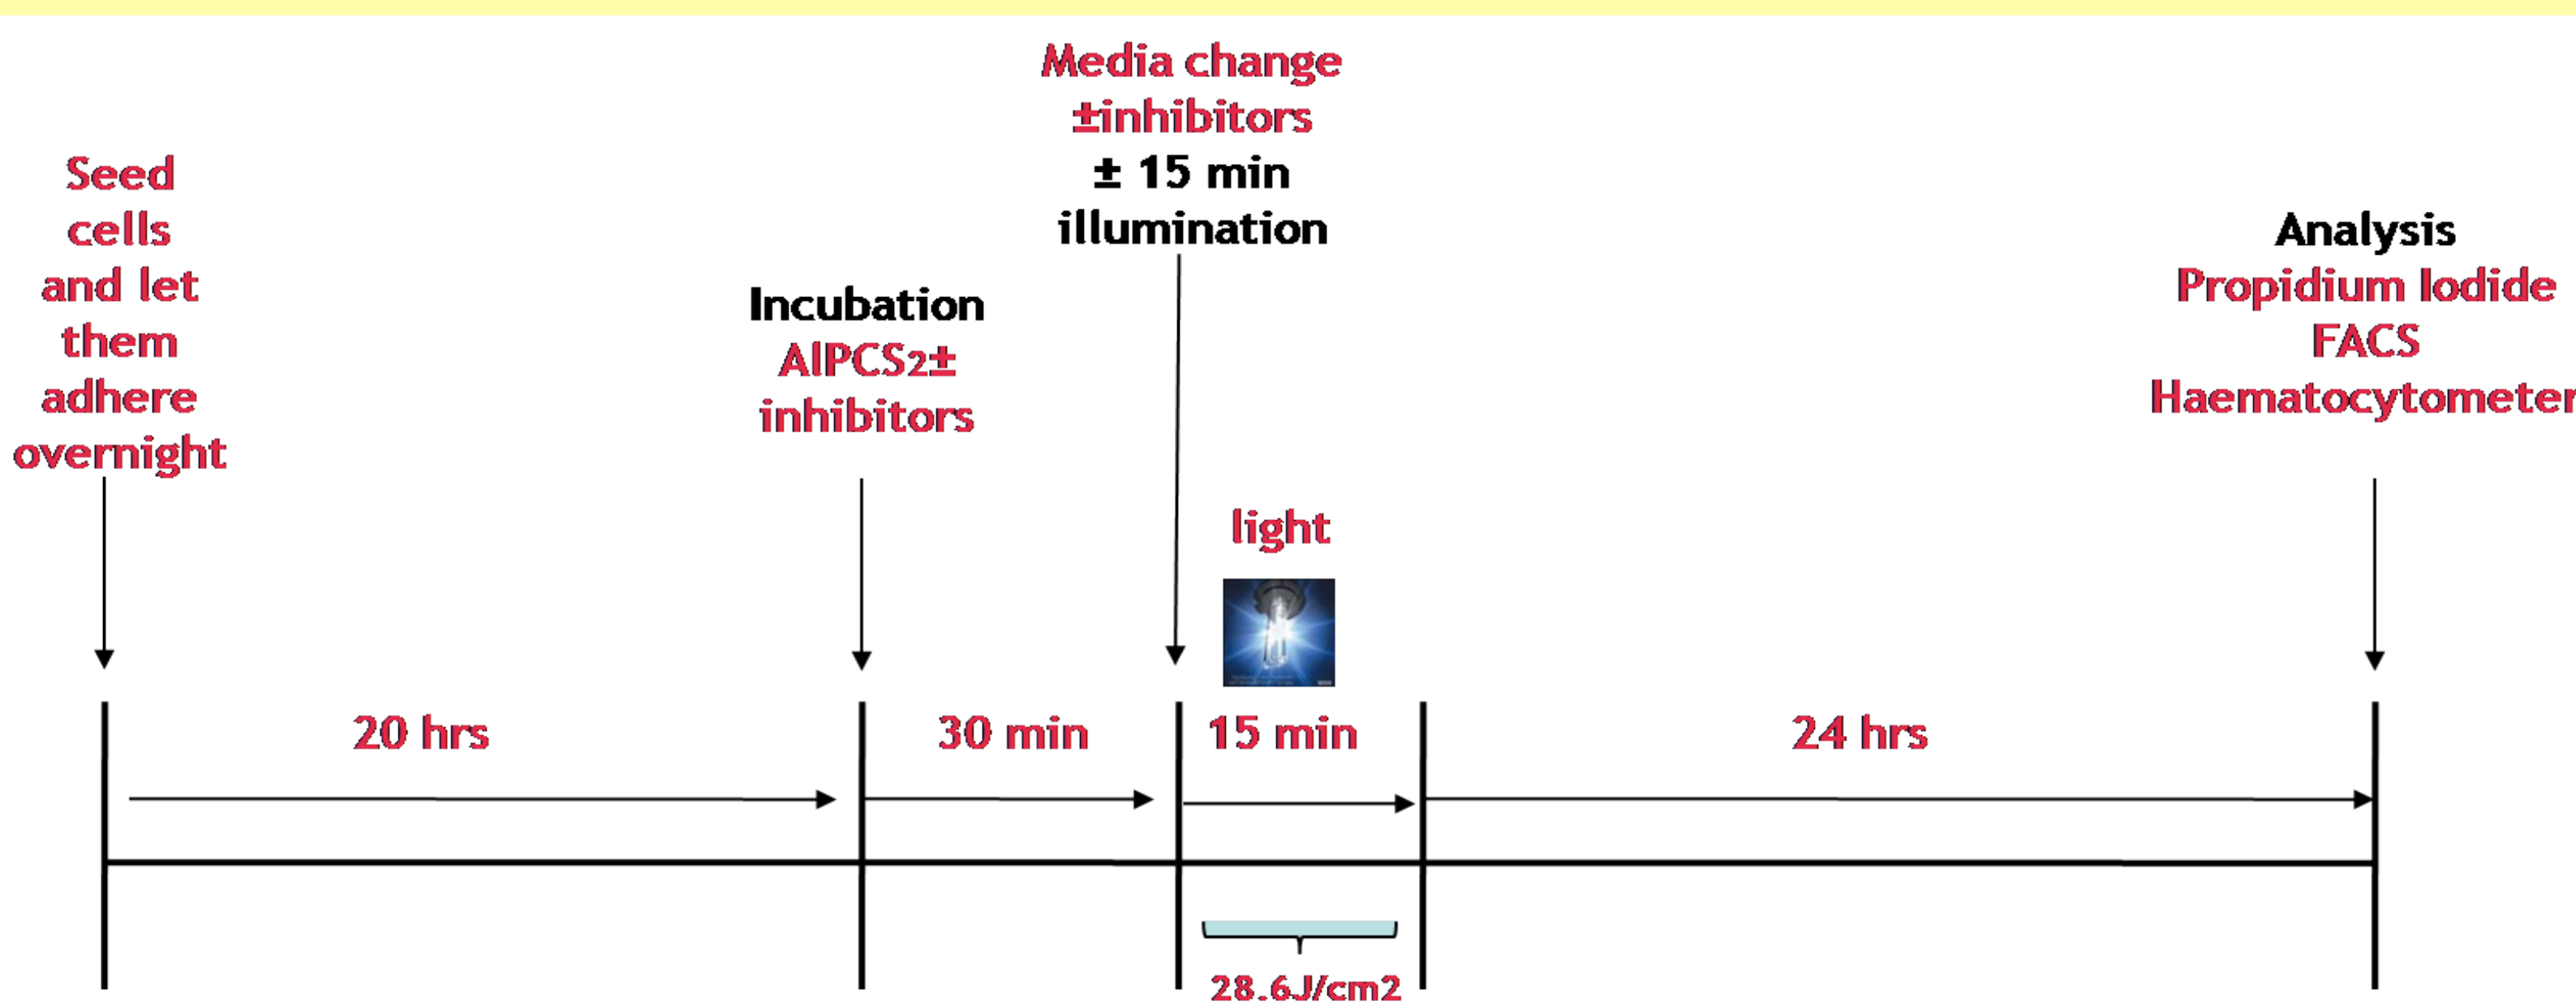 Seed
cells
and let
them
adhere
overnight
Incubation
AlPCS2±
inhibitors
Media change
±inhibitors
± 15 min
illumination
light
Analysis
Propidium Iodide
FACS
Haematocytometer
20 hrs
30 min
15 min
24 hrs
28.6J/cm2